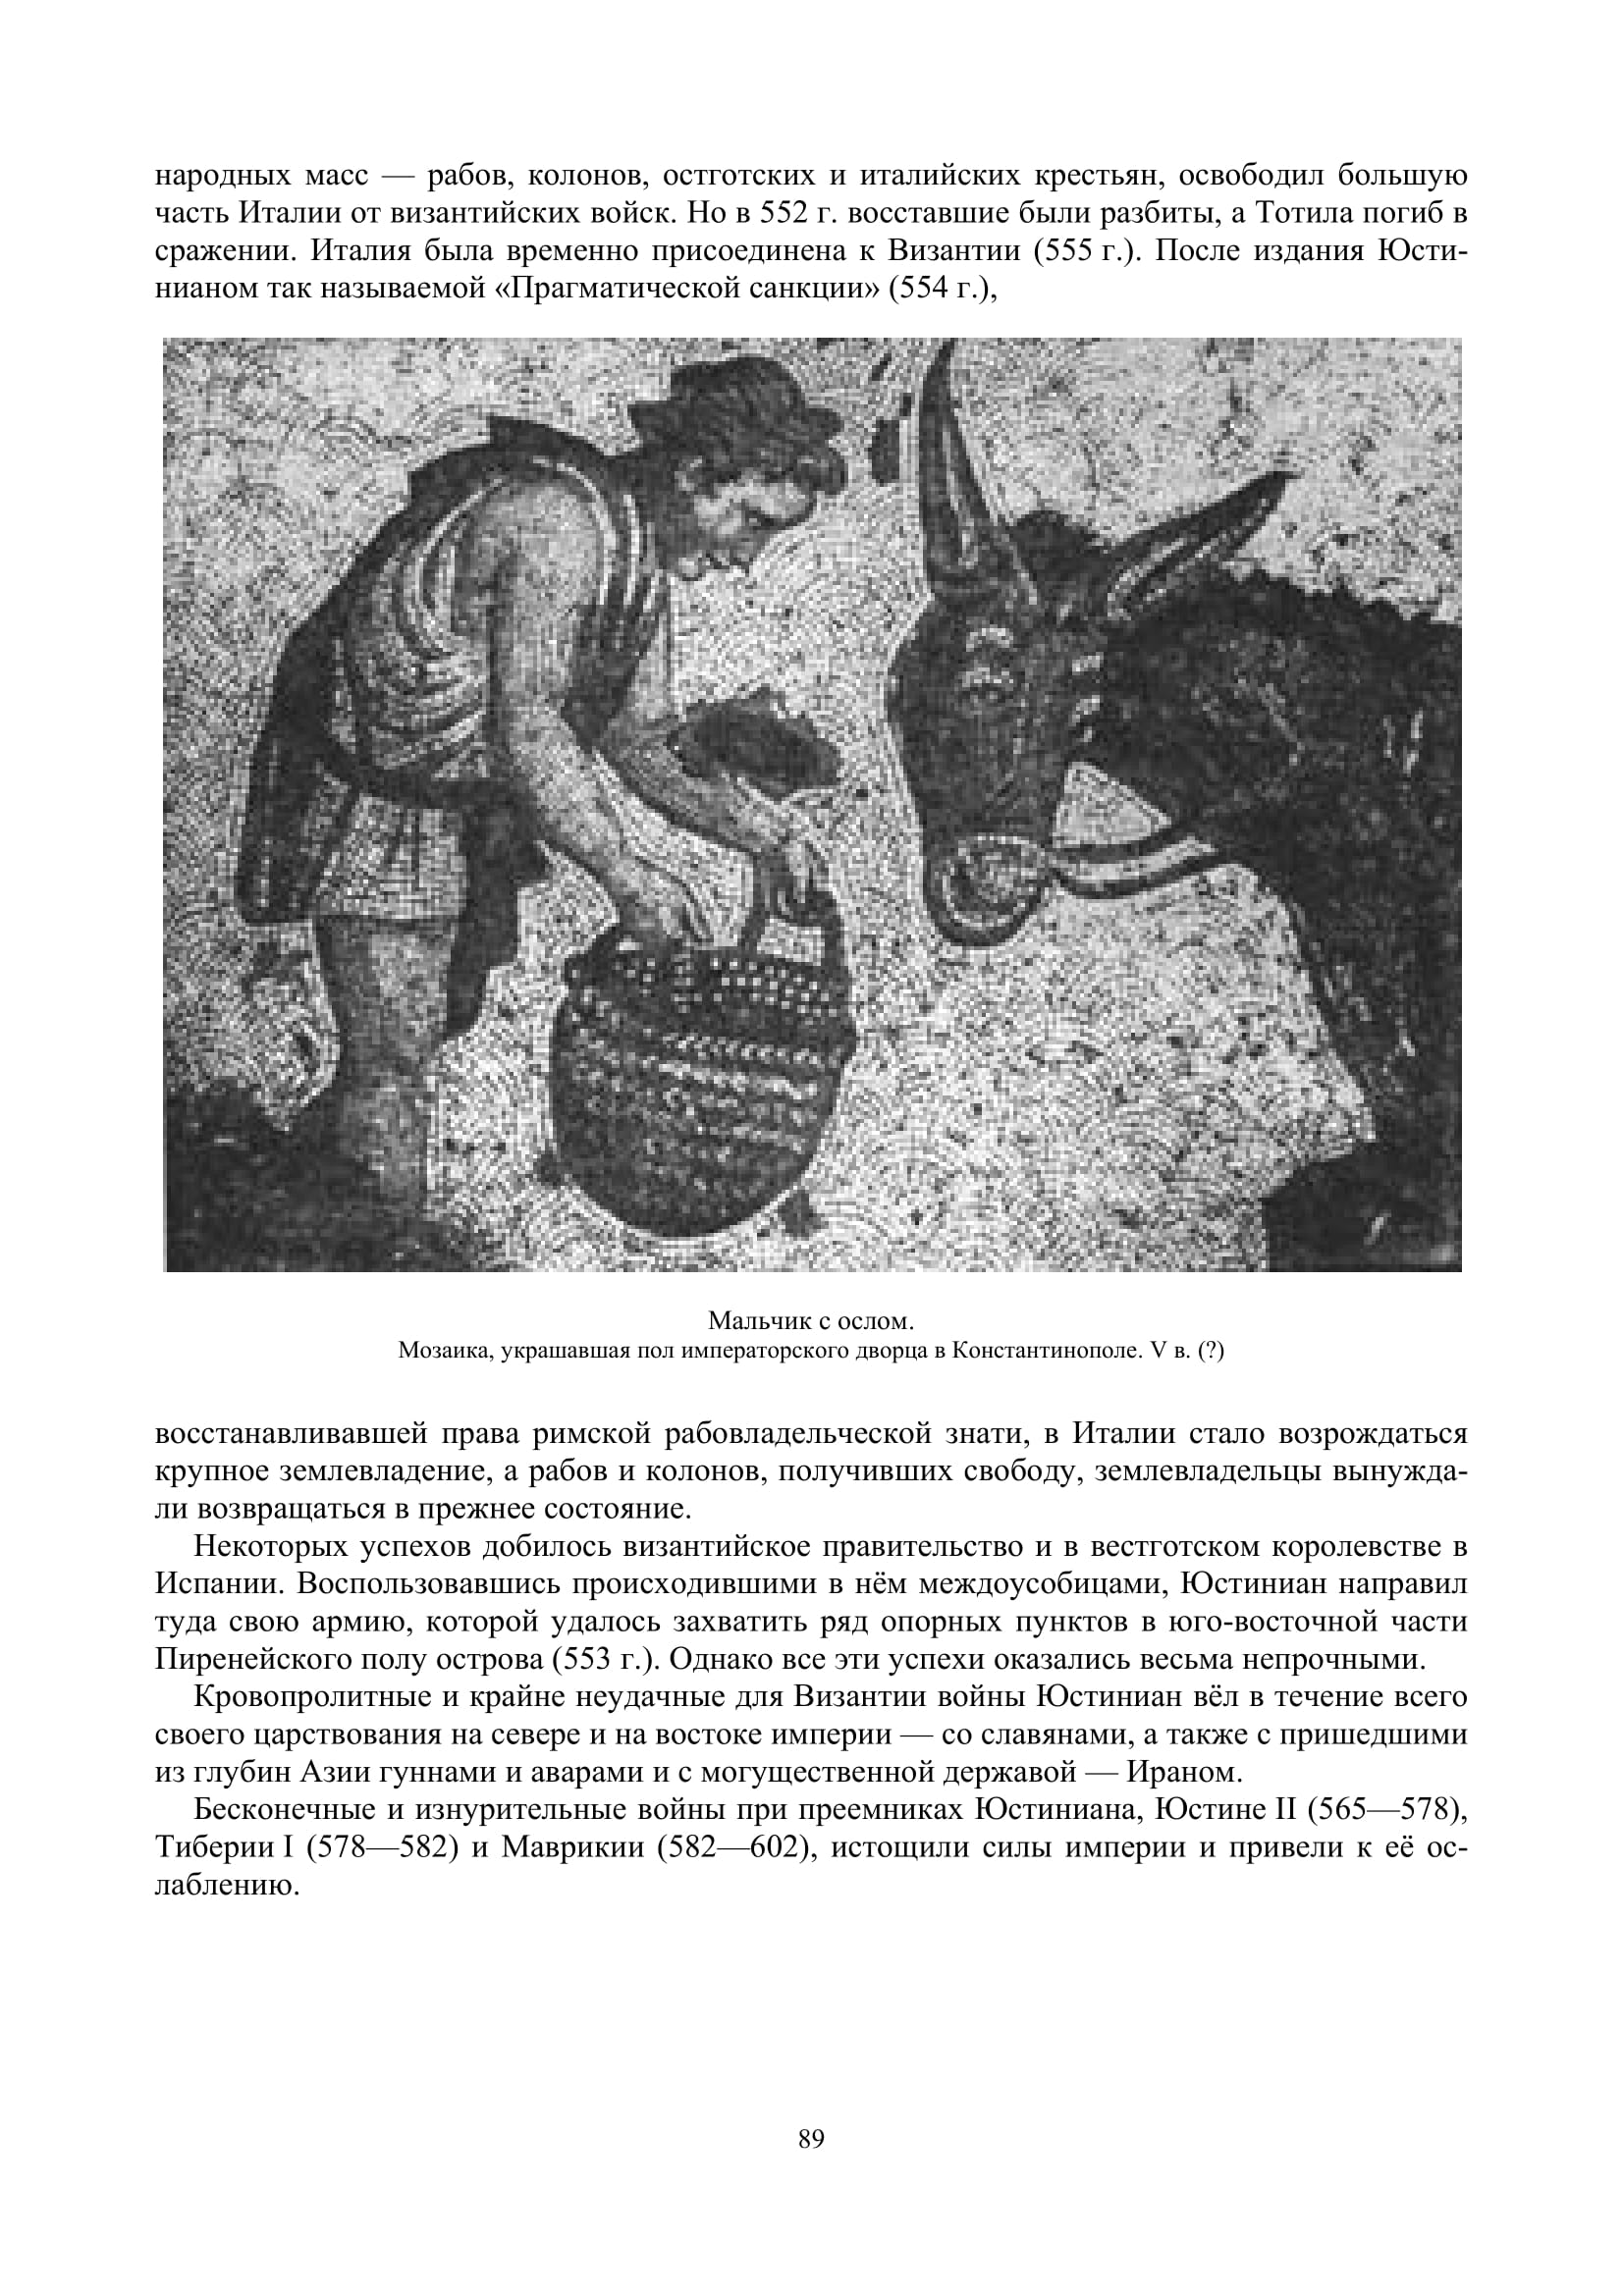 народных масс — рабов, колонов, остготских и италийских крестьян, освободил большую
часть Италии от византийских войск. Но в 552 г. восставшие были разбиты, а Тотила погиб в
сражении. Италия была временно присоединена к Византии (555 г.). После издания Юсти-
нианом так называемой «Прагматической санкции» (554 г.),
Мальчик с ослом.
Мозаика, украшавшая пол императорского дворца в Константинополе. V в. (?)
восстанавливавшей права римской рабовладельческой знати, в Италии стало возрождаться
крупное землевладение, а рабов и колонов, получивших свободу, землевладельцы вынужда-
ли возвращаться в прежнее состояние.
Некоторых успехов добилось византийское правительство и в вестготском королевстве в
Испании. Воспользовавшись происходившими в нём междоусобицами, Юстиниан направил
туда свою армию, которой удалось захватить ряд опорных пунктов в юго-восточной части
Пиренейского полу острова (553 г.). Однако все эти успехи оказались весьма непрочными.
Кровопролитные и крайне неудачные для Византии войны Юстиниан вёл в течение всего
своего царствования на севере и на востоке империи — со славянами, а также с пришедшими
из глубин Азии гуннами и аварами и с могущественной державой — Ираном.
Бесконечные и изнурительные войны при преемниках Юстиниана, Юстине II (565—578),
Тиберии I (578—582) и Маврикии (582—602), истощили силы империи и привели к её ос-
лаблению.
89